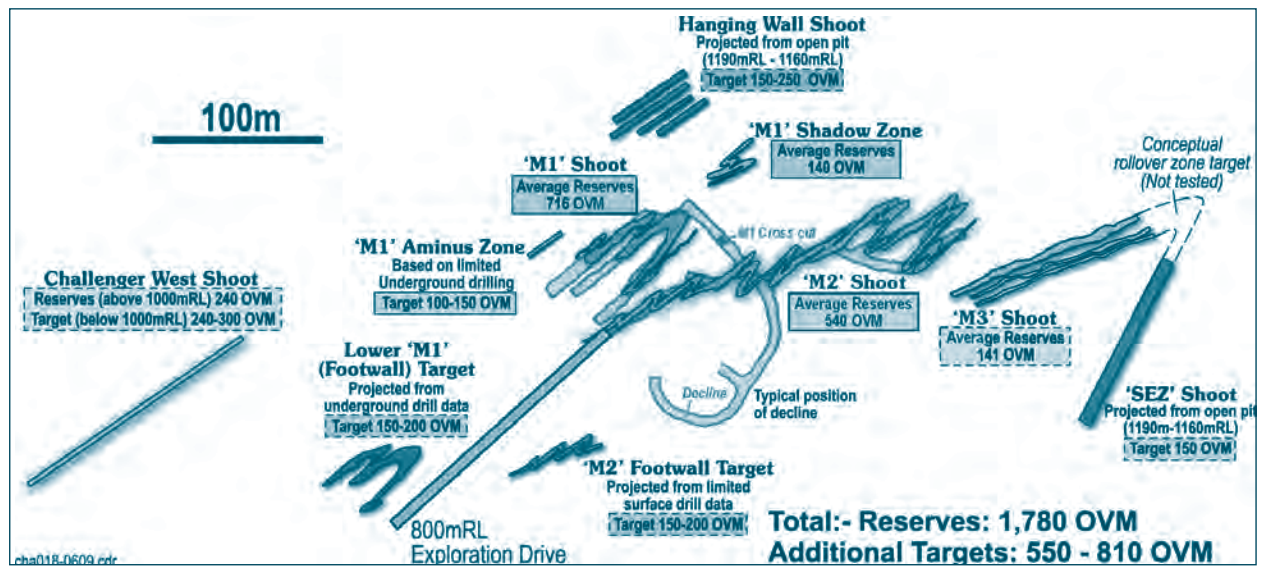 Hanging Wall Shoot
Projected from open pit
(1190mRL - 1160mRL)
Target 150-250 OVM
100m
'M1' Shadow Zone
Average Reserves
140 OVM
Conceptual
rollover zone target
(Not tested)
'M1' Shoot
Average Reserves
716 OVM
M1 Cross cut
'M1' Aminus Zone
Based on limited
Underground drilling
Target 100-150 OVM
Challenger West Shoot
Reserves (above 1000mRL) 240 OVM
Target (below 1000mRL) 240-300 OVM
'M2' Shoot
Average Reserves
540 OVM
'M3' Shoot
Average Reserves
141 OVM
Lower 'M1'
(Footwall) Target
Projected from
underground drill data
Target 150-200 OVM
Decline
Typical position
of decline
'SEZ' Shoot
Projected from open pit
(1190m-1160mRL)
Target 150 OVM
'M2' Footwall Target
Projected from limited
surface drill data
Target 150-200 OVM
800mRL
Exploration Drive
Total:- Reserves: 1,780 OVM
Additional Targets: 550 - 810 OVM
cha018-0609.cdr